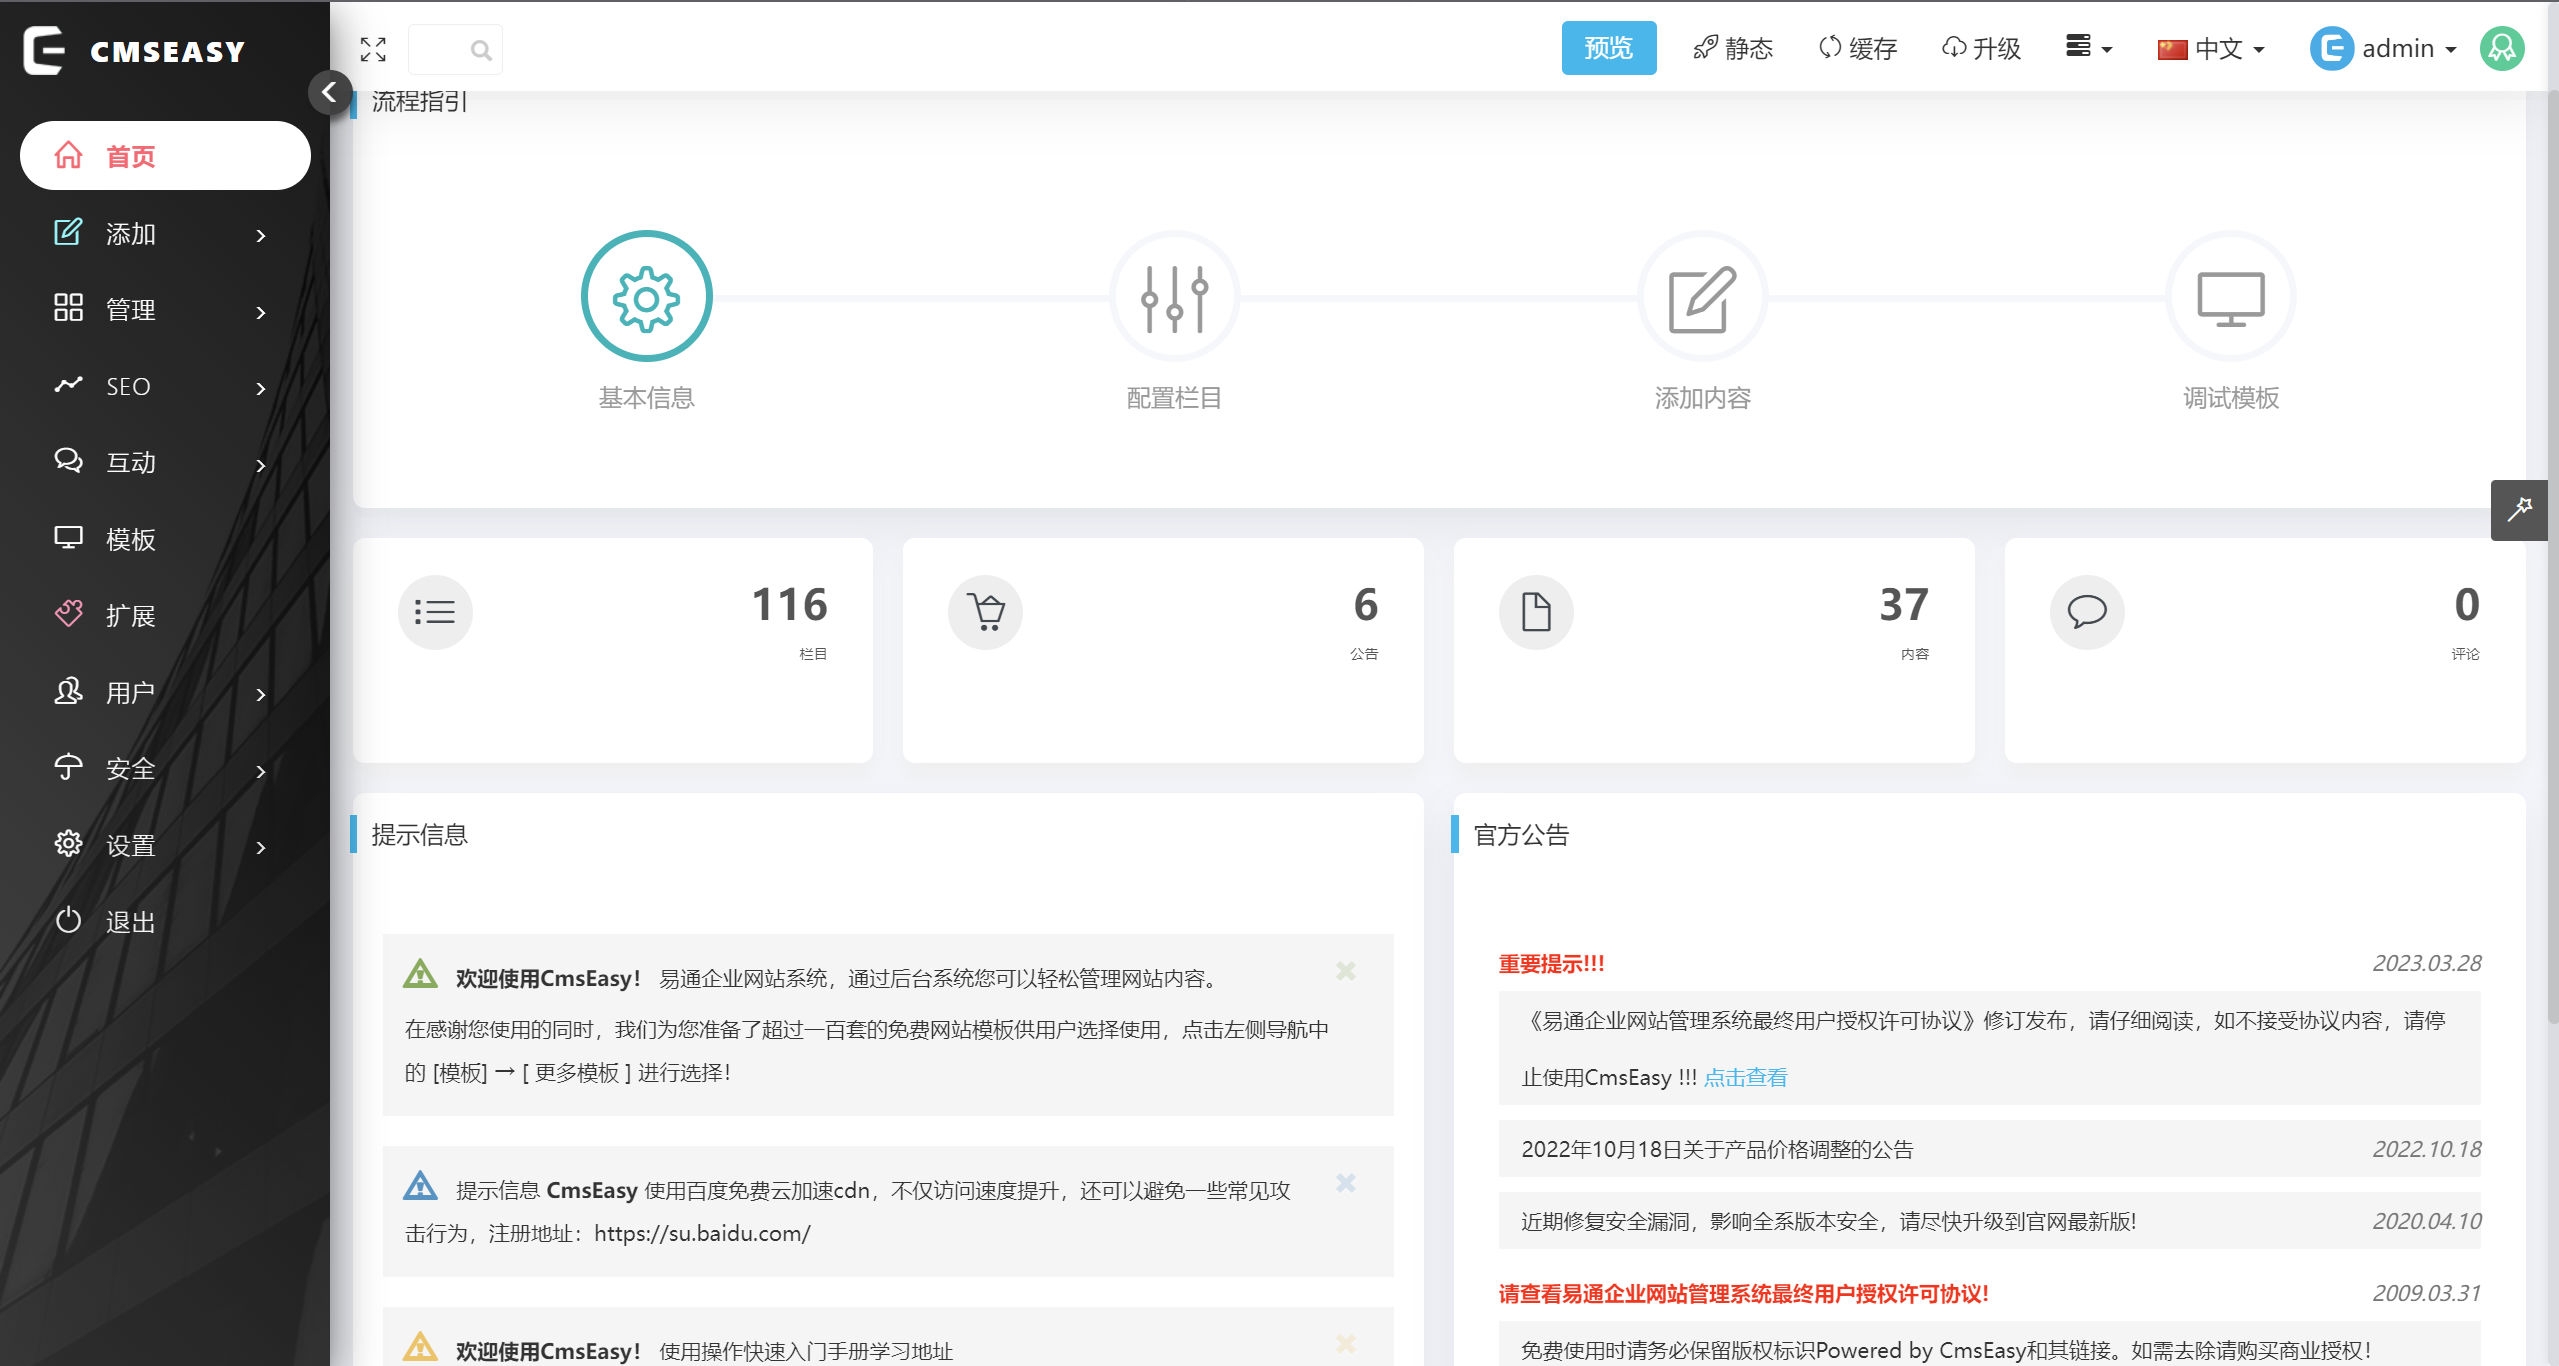 CMSEASY
预览
静态
缓存
升级
中文
admin
首页
添加
管理
SEO
互动
模板
扩展
用户
安全
设置
退出
流程指引
基本信息
配置栏目
添加内容
调试模板
116
栏目
6
公告
37
内容
0
评论
提示信息
欢迎使用CmsEasy! 易通企业网站系统，通过后台系统您可以轻松管理网站内容。
在感谢您使用的同时，我们为您准备了超过一百套的免费网站模板供用户选择使用，点击左侧导航中
的 [模板] → [ 更多模板 ] 进行选择！
提示信息 CmsEasy 使用百度免费云加速cdn，不仅访问速度提升，还可以避免一些常见攻
击行为，注册地址：https://su.baidu.com/
欢迎使用CmsEasy! 使用操作快速入门手册学习地址
官方公告
重要提示!!! 2023.03.28
《易通企业网站管理系统最终用户授权许可协议》修订发布，请仔细阅读，如不接受协议内容，请停
止使用CmsEasy !!! 点击查看
2022年10月18日关于产品价格调整的公告 2022.10.18
近期修复安全漏洞，影响全系版本安全，请尽快升级到官网最新版! 2020.04.10
请查看易通企业网站管理系统最终用户授权许可协议! 2009.03.31
免费使用时请务必保留版权标识Powered by CmsEasy和其链接。如需去除请购买商业授权！